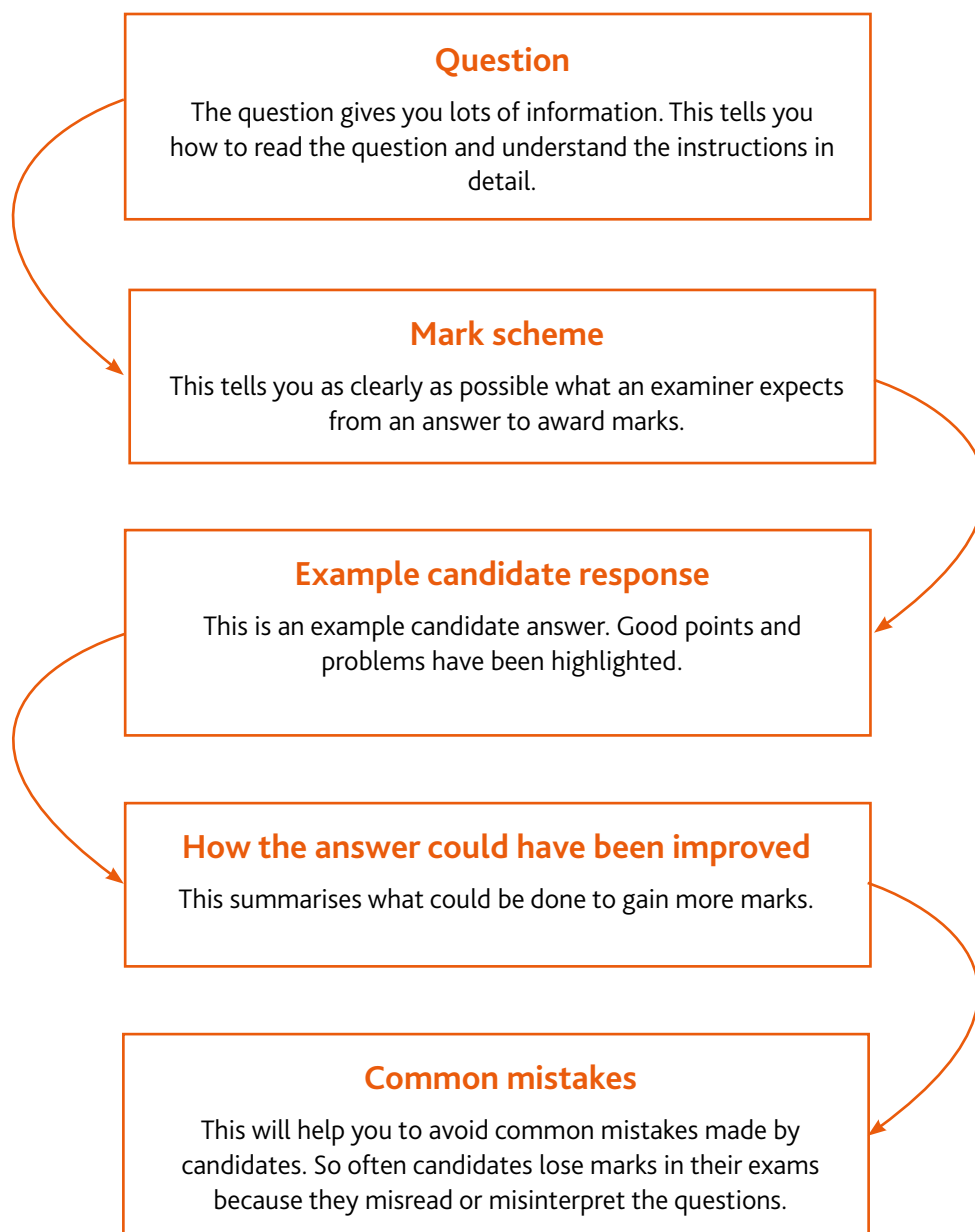 Question
The question gives you lots of information. This tells you
how to read the question and understand the instructions in
detail.
Mark scheme
This tells you as clearly as possible what an examiner expects
from an answer to award marks.
Example candidate response
This is an example candidate answer. Good points and
problems have been highlighted.
How the answer could have been improved
This summarises what could be done to gain more marks.
Common mistakes
This will help you to avoid common mistakes made by
candidates. So often candidates lose marks in their exams
because they misread or misinterpret the questions.